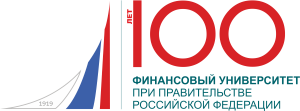 ЛЕТ
100
1919
ФИНАНСОВЫЙ УНИВЕРСИТЕТ
ПРИ ПРАВИТЕЛЬСТВЕ
РОССИЙСКОЙ ФЕДЕРАЦИИ